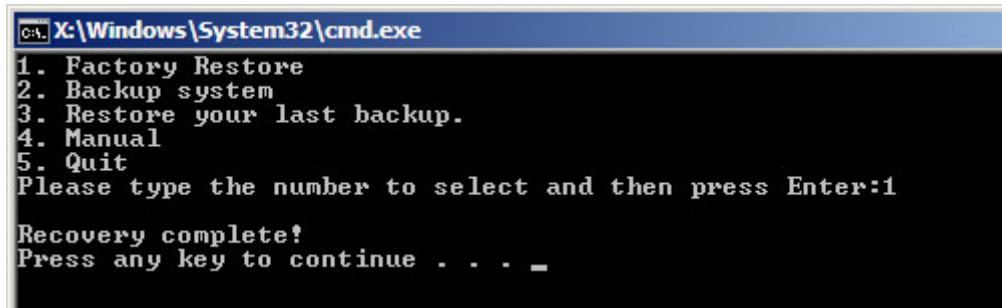 C:\. X:\Windows\System32\cmd.exe
1. Factory Restore
2. Backup system
3. Restore your last backup.
4. Manual
5. Quit
Please type the number to select and then press Enter:1
Recovery complete!
Press any key to continue . . . _